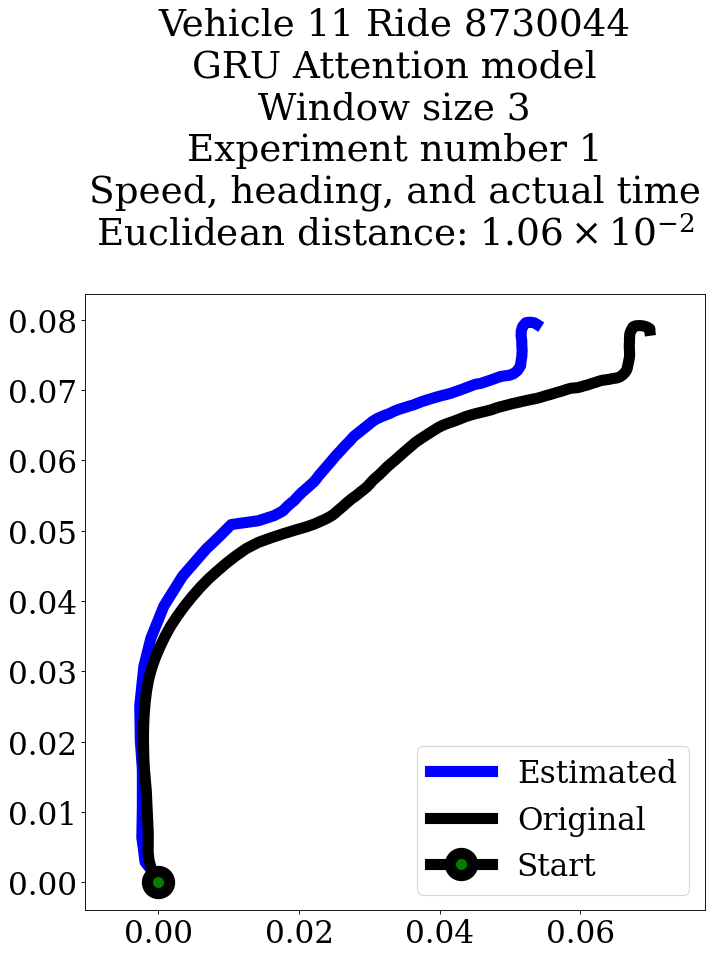 Vehicle 11 Ride 8730044
GRU Attention model
Window size 3
Experiment number 1
Speed, heading, and actual time
Euclidean distance: 1.06 × 10⁻²
0.08
0.07
0.06
0.05
0.04
0.03
0.02
0.01
0.00
Estimated
Original
Start
0.00 0.02 0.04 0.06